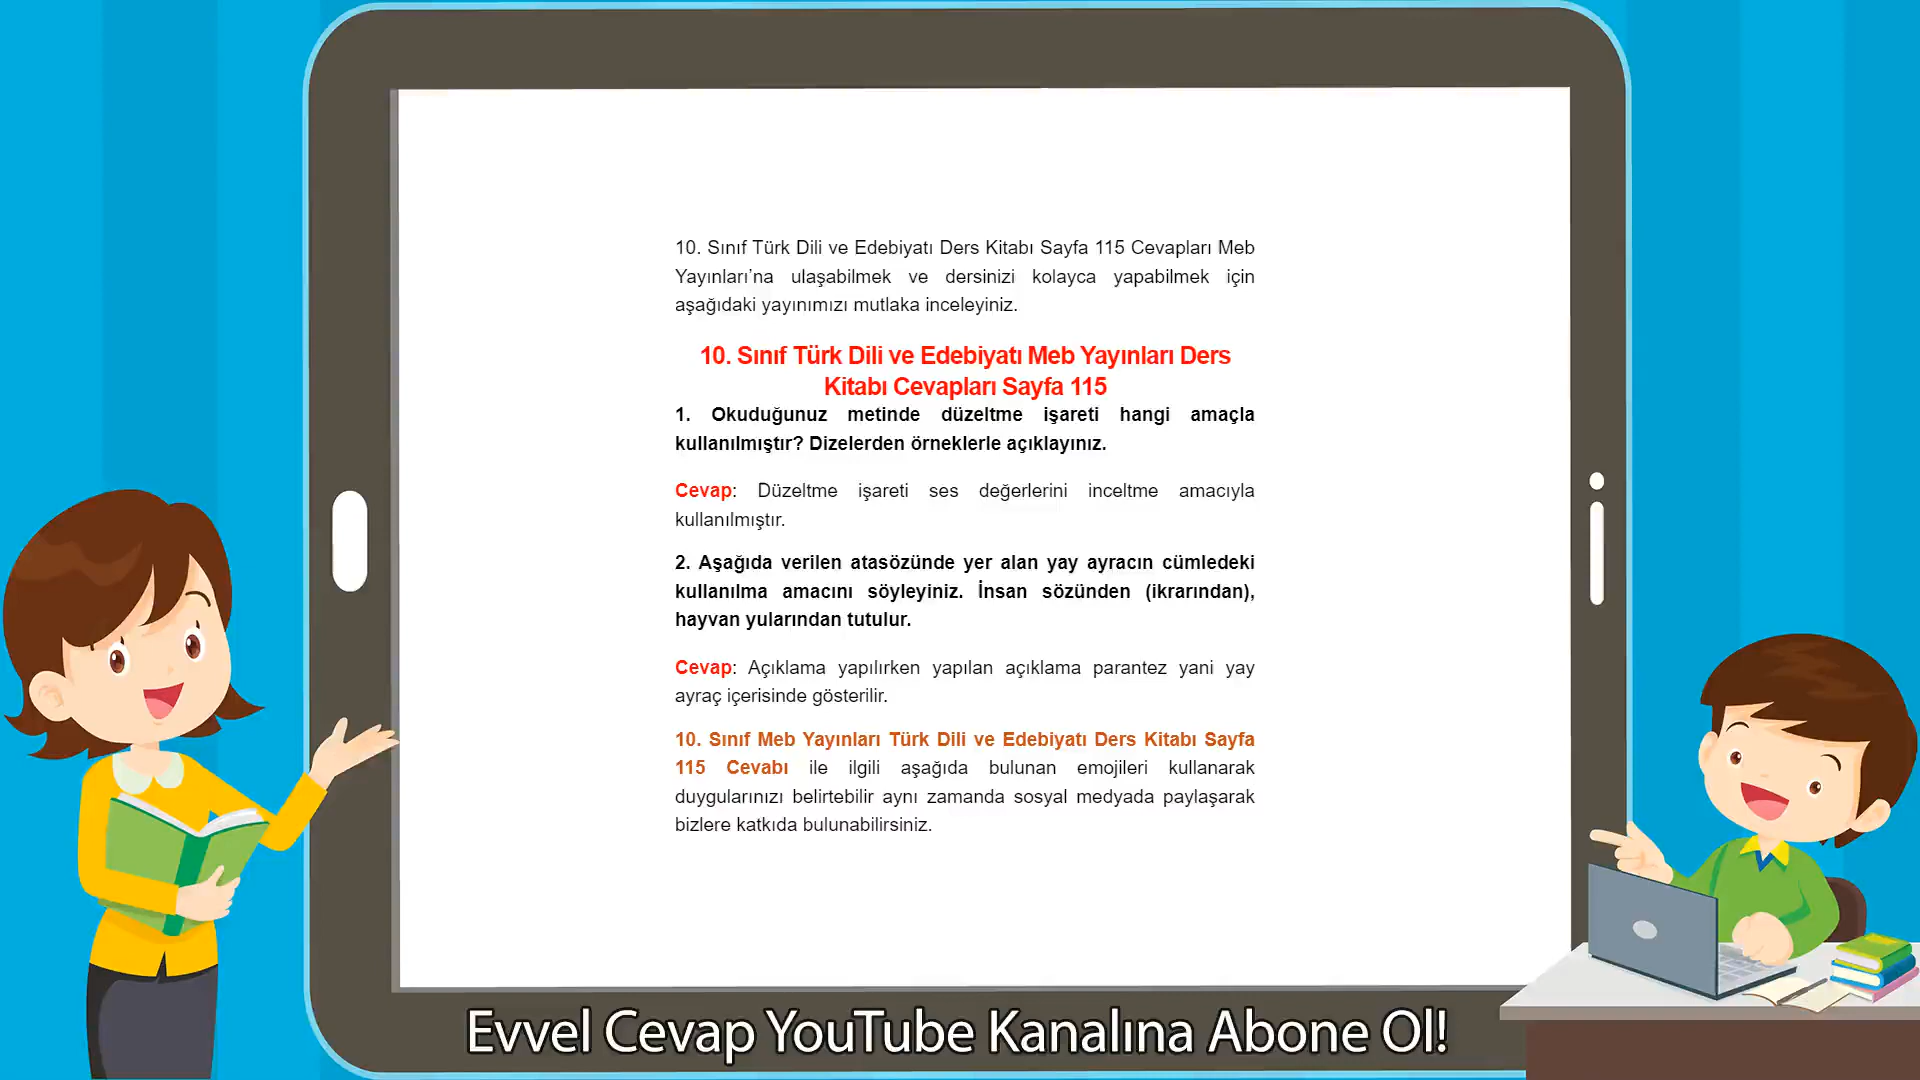 10. Sınıf Türk Dili ve Edebiyatı Ders Kitabı Sayfa 115 Cevapları Meb
Yayınları’na ulaşabilmek ve dersinizi kolayca yapabilmek için
aşağıdaki yayınımızı mutlaka inceleyiniz.
10. Sınıf Türk Dili ve Edebiyatı Meb Yayınları Ders
Kitabı Cevapları Sayfa 115
1. Okuduğunuz metinde düzeltme işareti hangi amaçla
kullanılmıştır? Dizelerden örneklerle açıklayınız.
Cevap: Düzeltme işareti ses değerlerini inceltme amacıyla
kullanılmıştır.
2. Aşağıda verilen atasözünde yer alan yay ayracın cümledeki
kullanılma amacını söyleyiniz. İnsan sözünden (ikrarından),
hayvan yularından tutulur.
Cevap: Açıklama yapılırken yapılan açıklama parantez yani yay
ayraç içerisinde gösterilir.
10. Sınıf Meb Yayınları Türk Dili ve Edebiyatı Ders Kitabı Sayfa
115 Cevabı ile ilgili aşağıda bulunan emojileri kullanarak
duygularınızı belirtebilir aynı zamanda sosyal medyada paylaşarak
bizlere katkıda bulunabilirsiniz.
Evvel Cevap YouTube Kanalına Abone Ol!